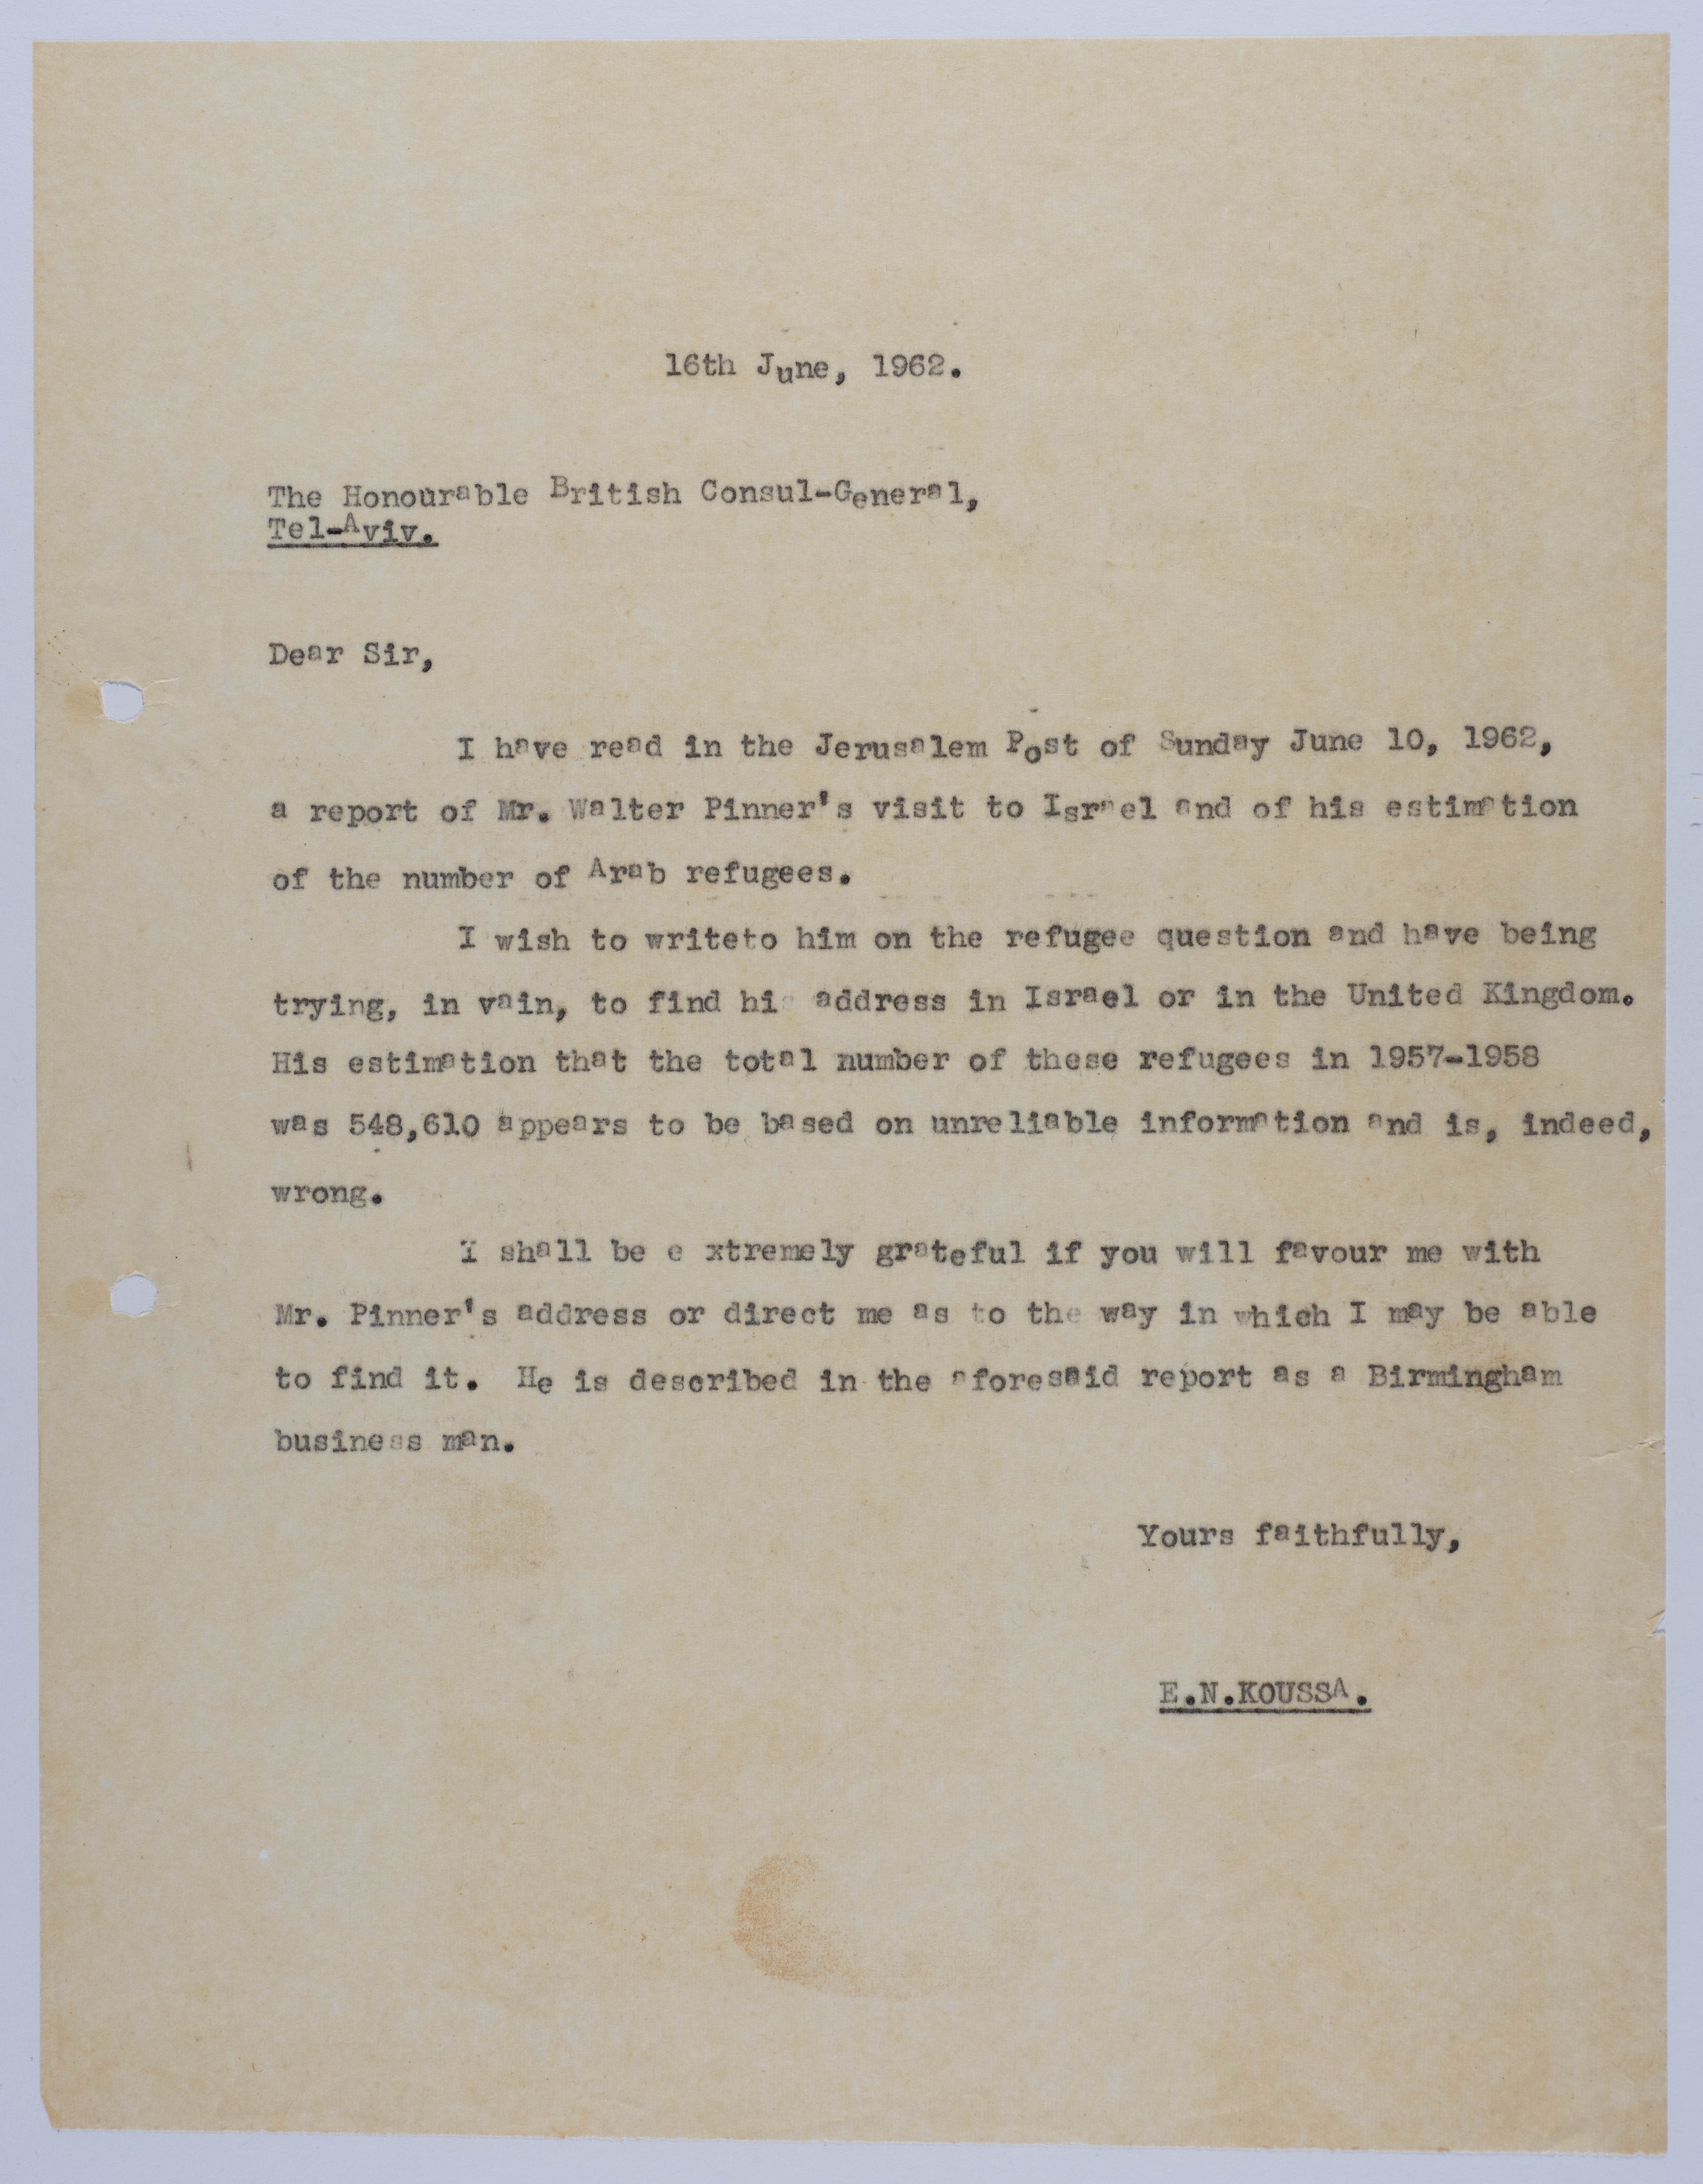 16th June, 1962.
The Honourable British Consul-General,
Tel-Aviv.
Dear Sir,
I have read in the Jerusalem Post of Sunday June 10, 1962,
a report of Mr. Walter Pinner's visit to Israel and of his estimation
of the number of Arab refugees.
I wish to writeto him on the refugee question and have being
trying, in vain, to find his address in Israel or in the United Kingdom.
His estimation that the total number of these refugees in 1957-1958
was 548,610 appears to be based on unreliable information and is, indeed,
wrong.
I shall be e xtremely grateful if you will favour me with
Mr. Pinner's address or direct me as to the way in which I may be able
to find it. He is described in the aforesaid report as a Birmingham
business man.
Yours faithfully,
E.N.KOUSSA.